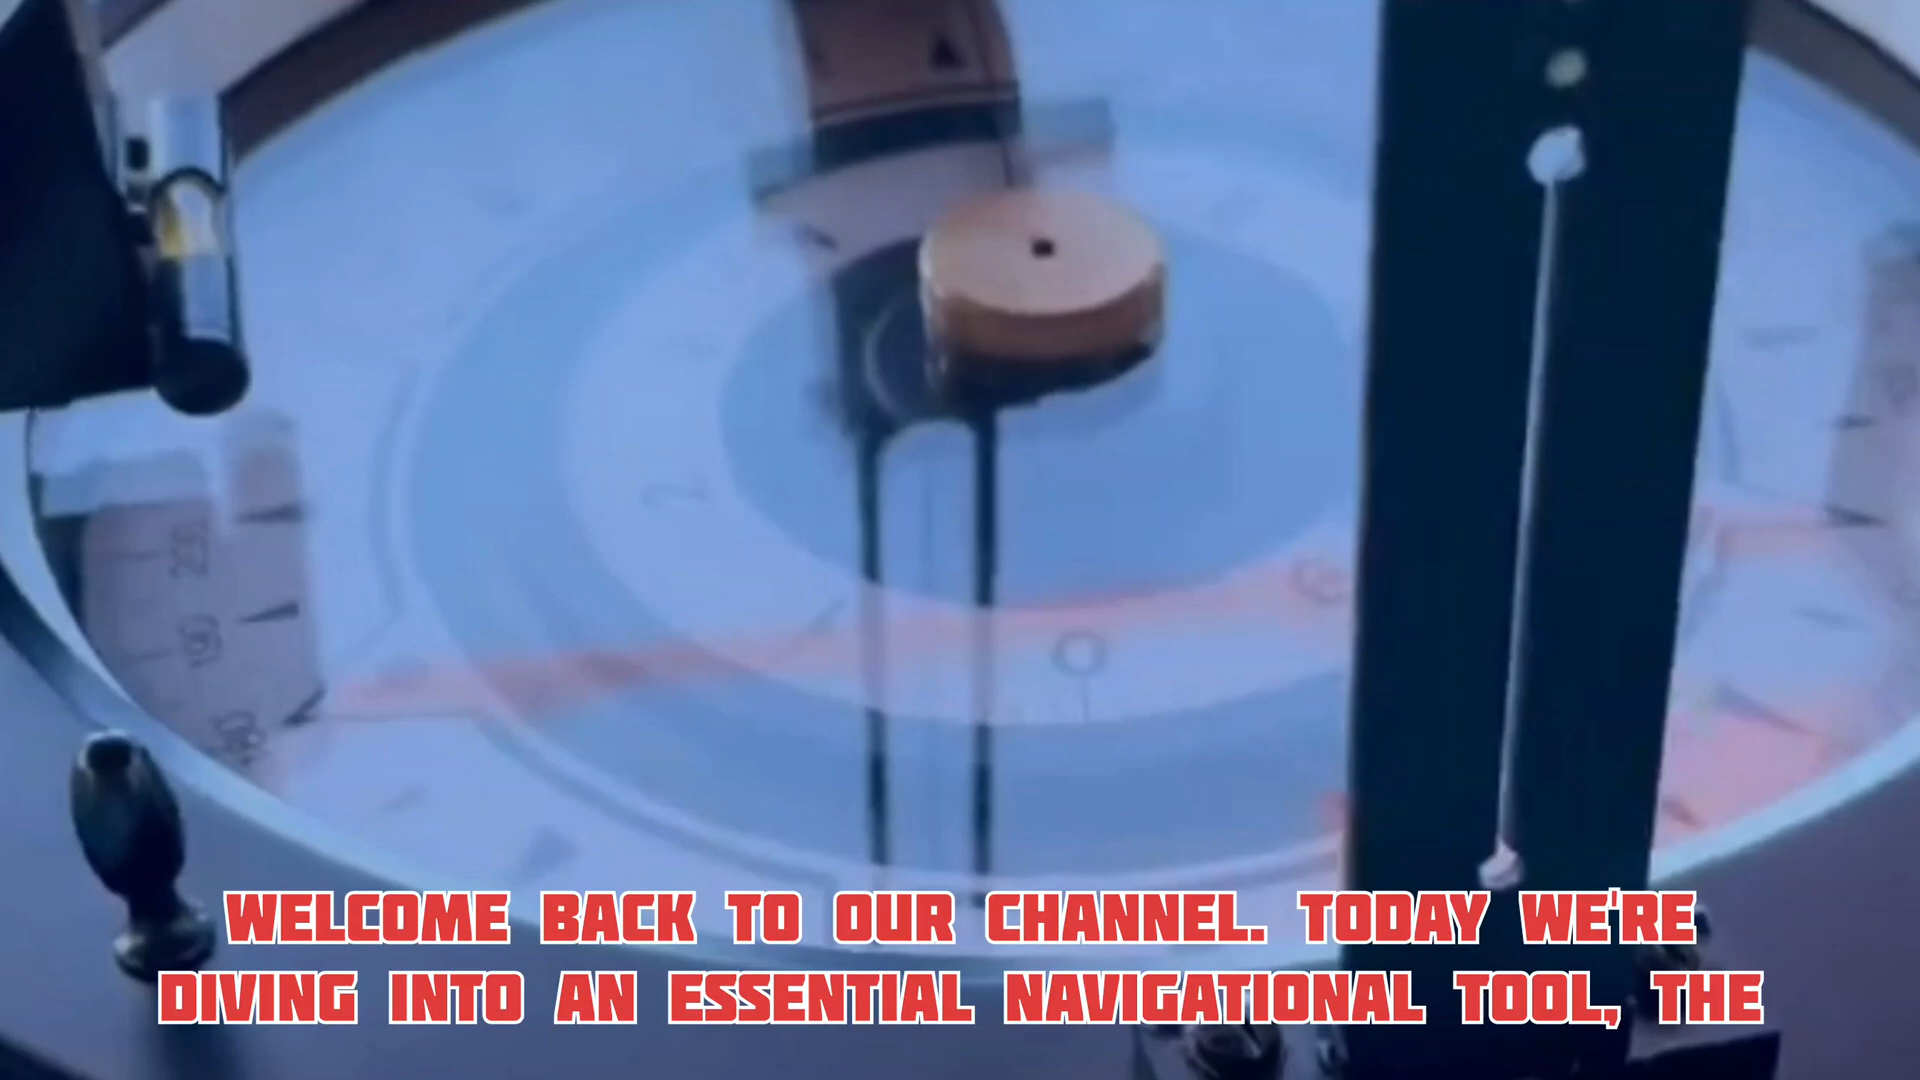 WELCOME BACK TO OUR CHANNEL. TODAY WE'RE
DIVING INTO AN ESSENTIAL NAVIGATIONAL TOOL, THE